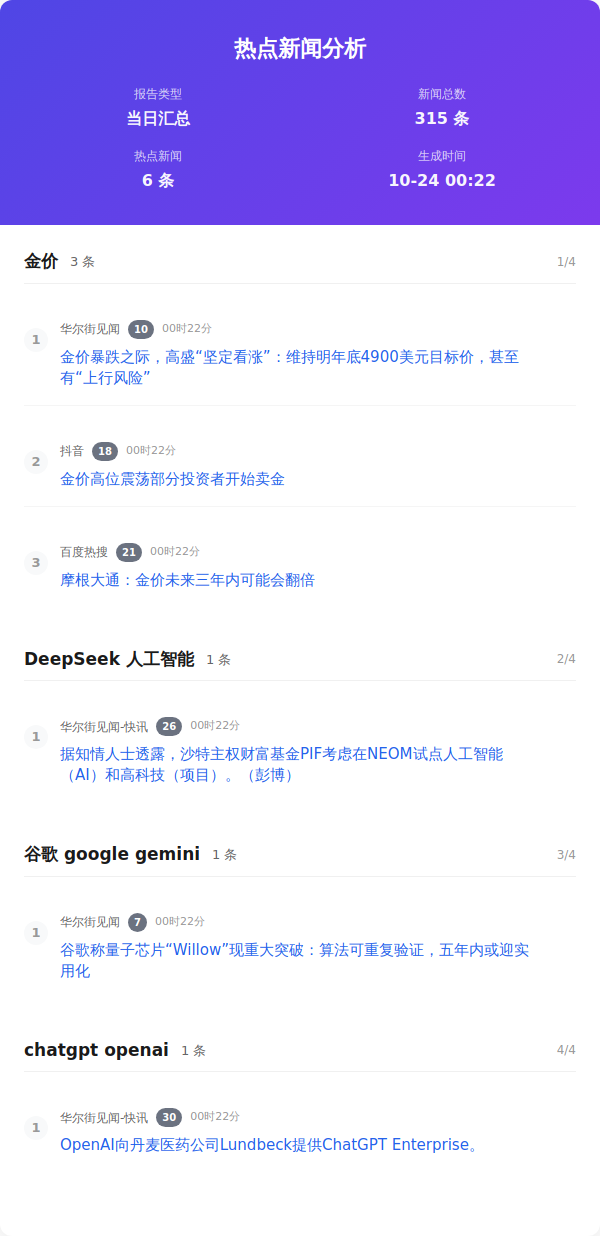 热点新闻分析
报告类型
新闻总数
当日汇总
315 条
热点新闻
生成时间
6 条
10-24 00:22
金价 3 条 1/4
1
华尔街见闻 10 00时22分
金价暴跌之际，高盛“坚定看涨”：维持明年底4900美元目标价，甚至
有“上行风险”
2
抖音 18 00时22分
金价高位震荡部分投资者开始卖金
3
百度热搜 21 00时22分
摩根大通：金价未来三年内可能会翻倍
DeepSeek 人工智能 1 条 2/4
1
华尔街见闻-快讯 26 00时22分
据知情人士透露，沙特主权财富基金PIF考虑在NEOM试点人工智能
（AI）和高科技（项目）。（彭博）
谷歌 google gemini 1 条 3/4
1
华尔街见闻 7 00时22分
谷歌称量子芯片“Willow”现重大突破：算法可重复验证，五年内或迎实
用化
chatgpt openai 1 条 4/4
1
华尔街见闻-快讯 30 00时22分
OpenAI向丹麦医药公司Lundbeck提供ChatGPT Enterprise。